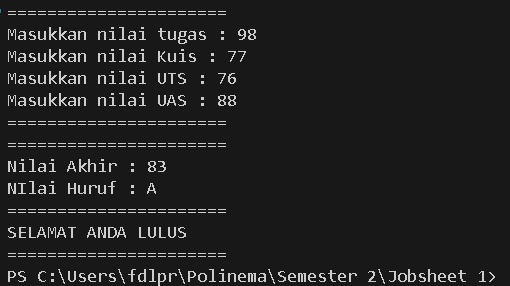 ======================
Masukkan nilai tugas : 98
Masukkan nilai Kuis : 77
Masukkan nilai UTS : 76
Masukkan nilai UAS : 88
======================
======================
Nilai Akhir : 83
NIlai Huruf : A
======================
SELAMAT ANDA LULUS
======================
PS C:\Users\fdlpr\Polinema\Semester 2\Jobsheet 1>